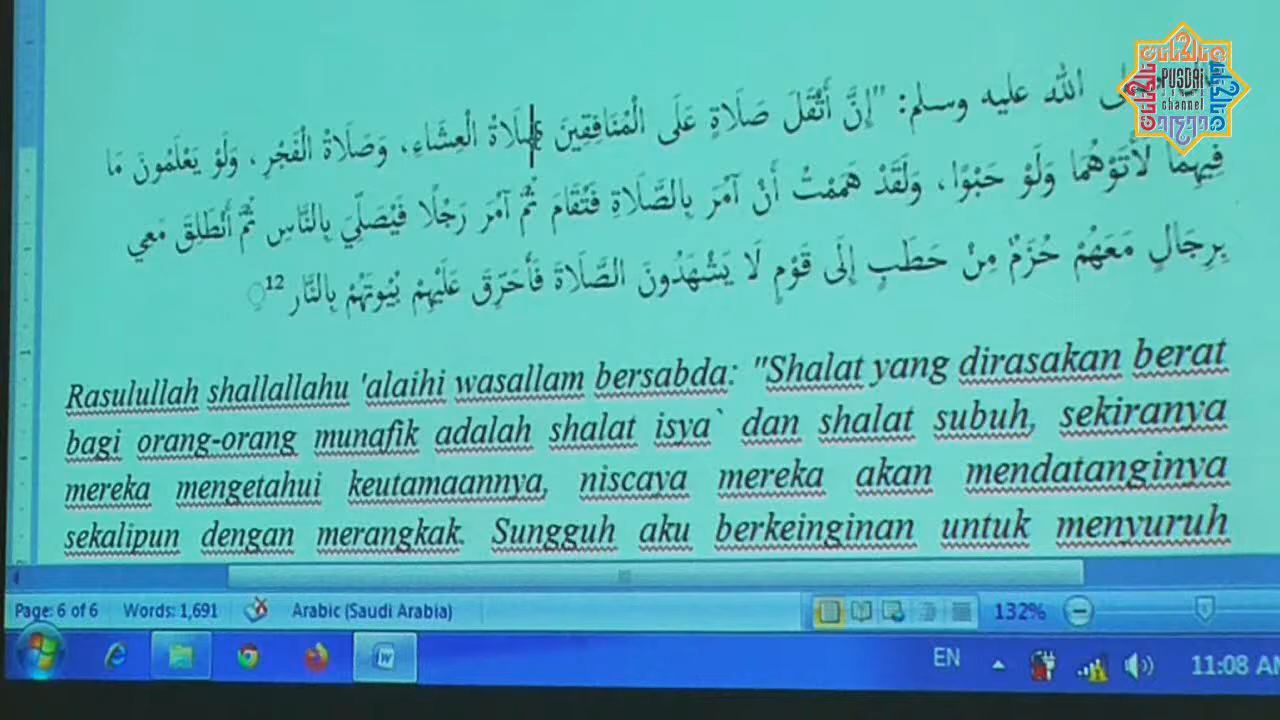 PUSDAI
channel
الله عليه وسلم: "إِنَّ أَثْقَلَ صَلَاةٍ عَلَى الْمُنَافِقِينَ صَلَاةُ الْعِشَاءِ، وَصَلَاةُ الْفَجْرِ، وَلَوْ يَعْلَمُونَ مَا
فِيهِمَا لَأَتَوْهُمَا وَلَوْ حَبْوًا، وَلَقَدْ هَمَمْتُ أَنْ آمُرَ بِالصَّلَاةِ فَتُقَامَ ثُمَّ آمُرَ رَجُلًا فَيُصَلِّيَ بِالنَّاسِ ثُمَّ أَنْطَلِقَ مَعِي
بِرِجَالٍ مَعَهُمْ حُزَمٌ مِنْ حَطَبٍ إِلَى قَوْمٍ لَا يَشْهَدُونَ الصَّلَاةَ فَأُحَرِّقَ عَلَيْهِمْ بُيُوتَهُمْ بِالنَّارِ 12
Rasulullah shallallahu 'alaihi wasallam bersabda: "Shalat yang dirasakan berat
bagi orang-orang munafik adalah shalat isya` dan shalat subuh, sekiranya
mereka mengetahui keutamaannya, niscaya mereka akan mendatanginya
sekalipun dengan merangkak. Sungguh aku berkeinginan untuk menyuruh
Page: 6 of 6 Words: 1,691 Arabic (Saudi Arabia) 132%
EN 11:08 AM